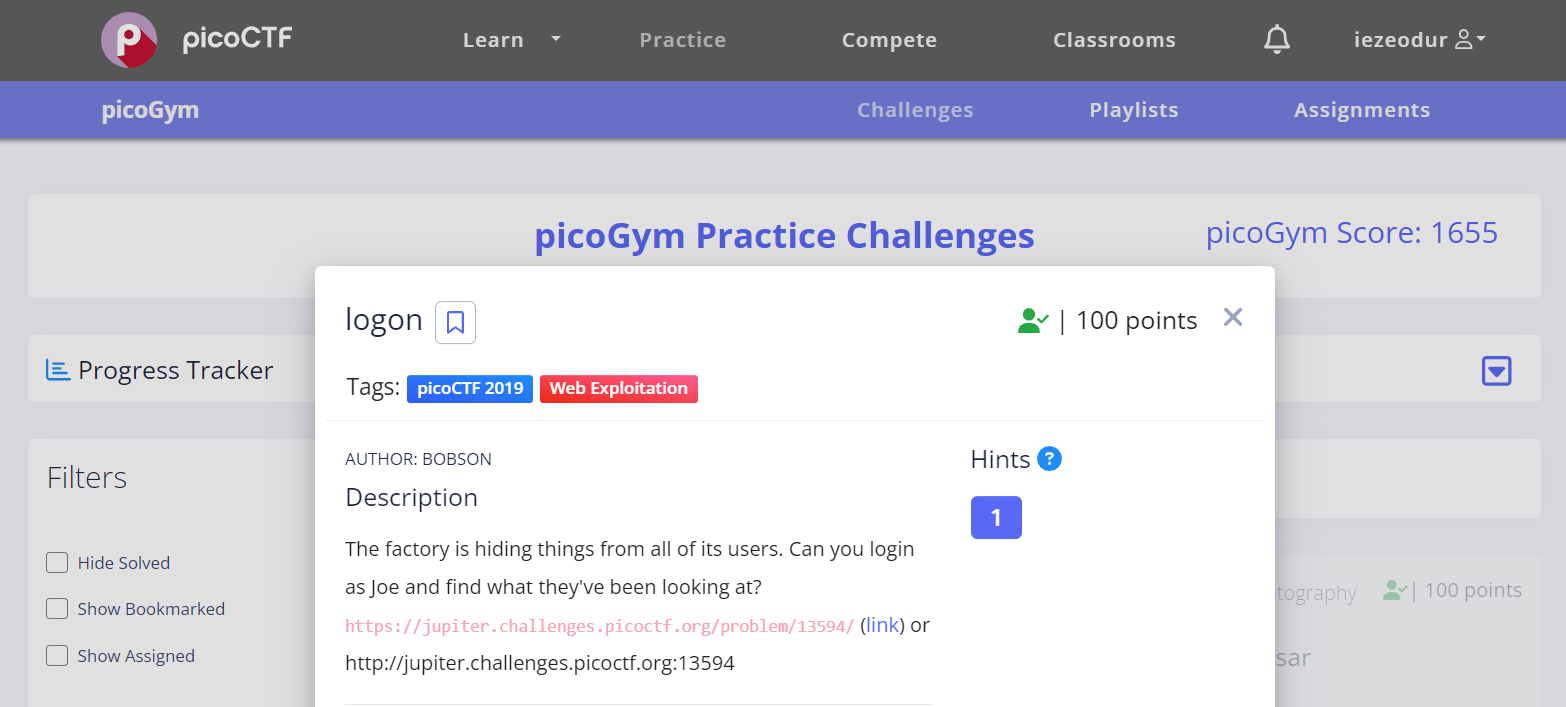 picoCTF Learn Practice Compete Classrooms iezeodur
picoGym Challenges Playlists Assignments
picoGym Practice Challenges picoGym Score: 1655
logon | 100 points
Progress Tracker
Tags: picoCTF 2019 Web Exploitation
AUTHOR: BOBSON Hints ?
Filters
Description
1
The factory is hiding things from all of its users. Can you login
Hide Solved
as Joe and find what they've been looking at?
| 100 points
Show Bookmarked
https://jupiter.challenges.picoctf.org/problem/13594/ (link) or
Show Assigned
http://jupiter.challenges.picoctf.org:13594